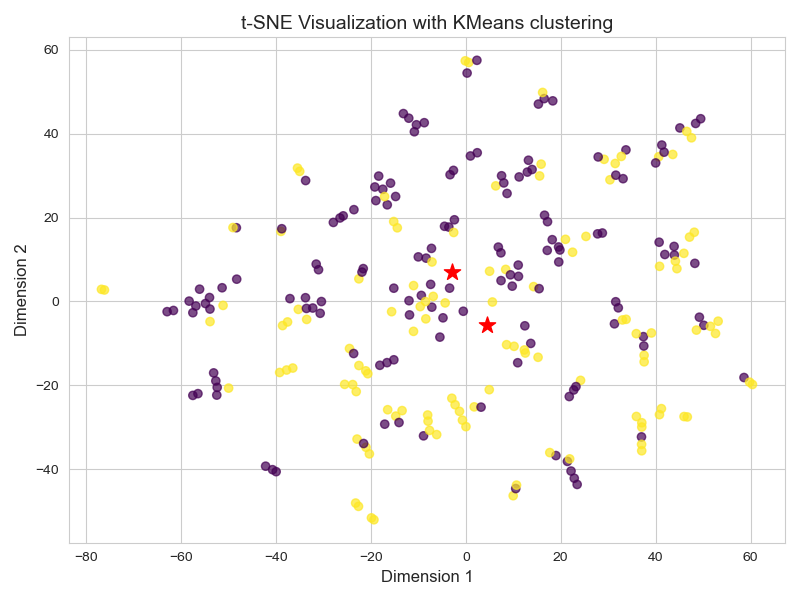 t-SNE Visualization with KMeans clustering
60
40
20
0
−20
−40
Dimension 2
−80 −60 −40 −20 0 20 40 60
Dimension 1